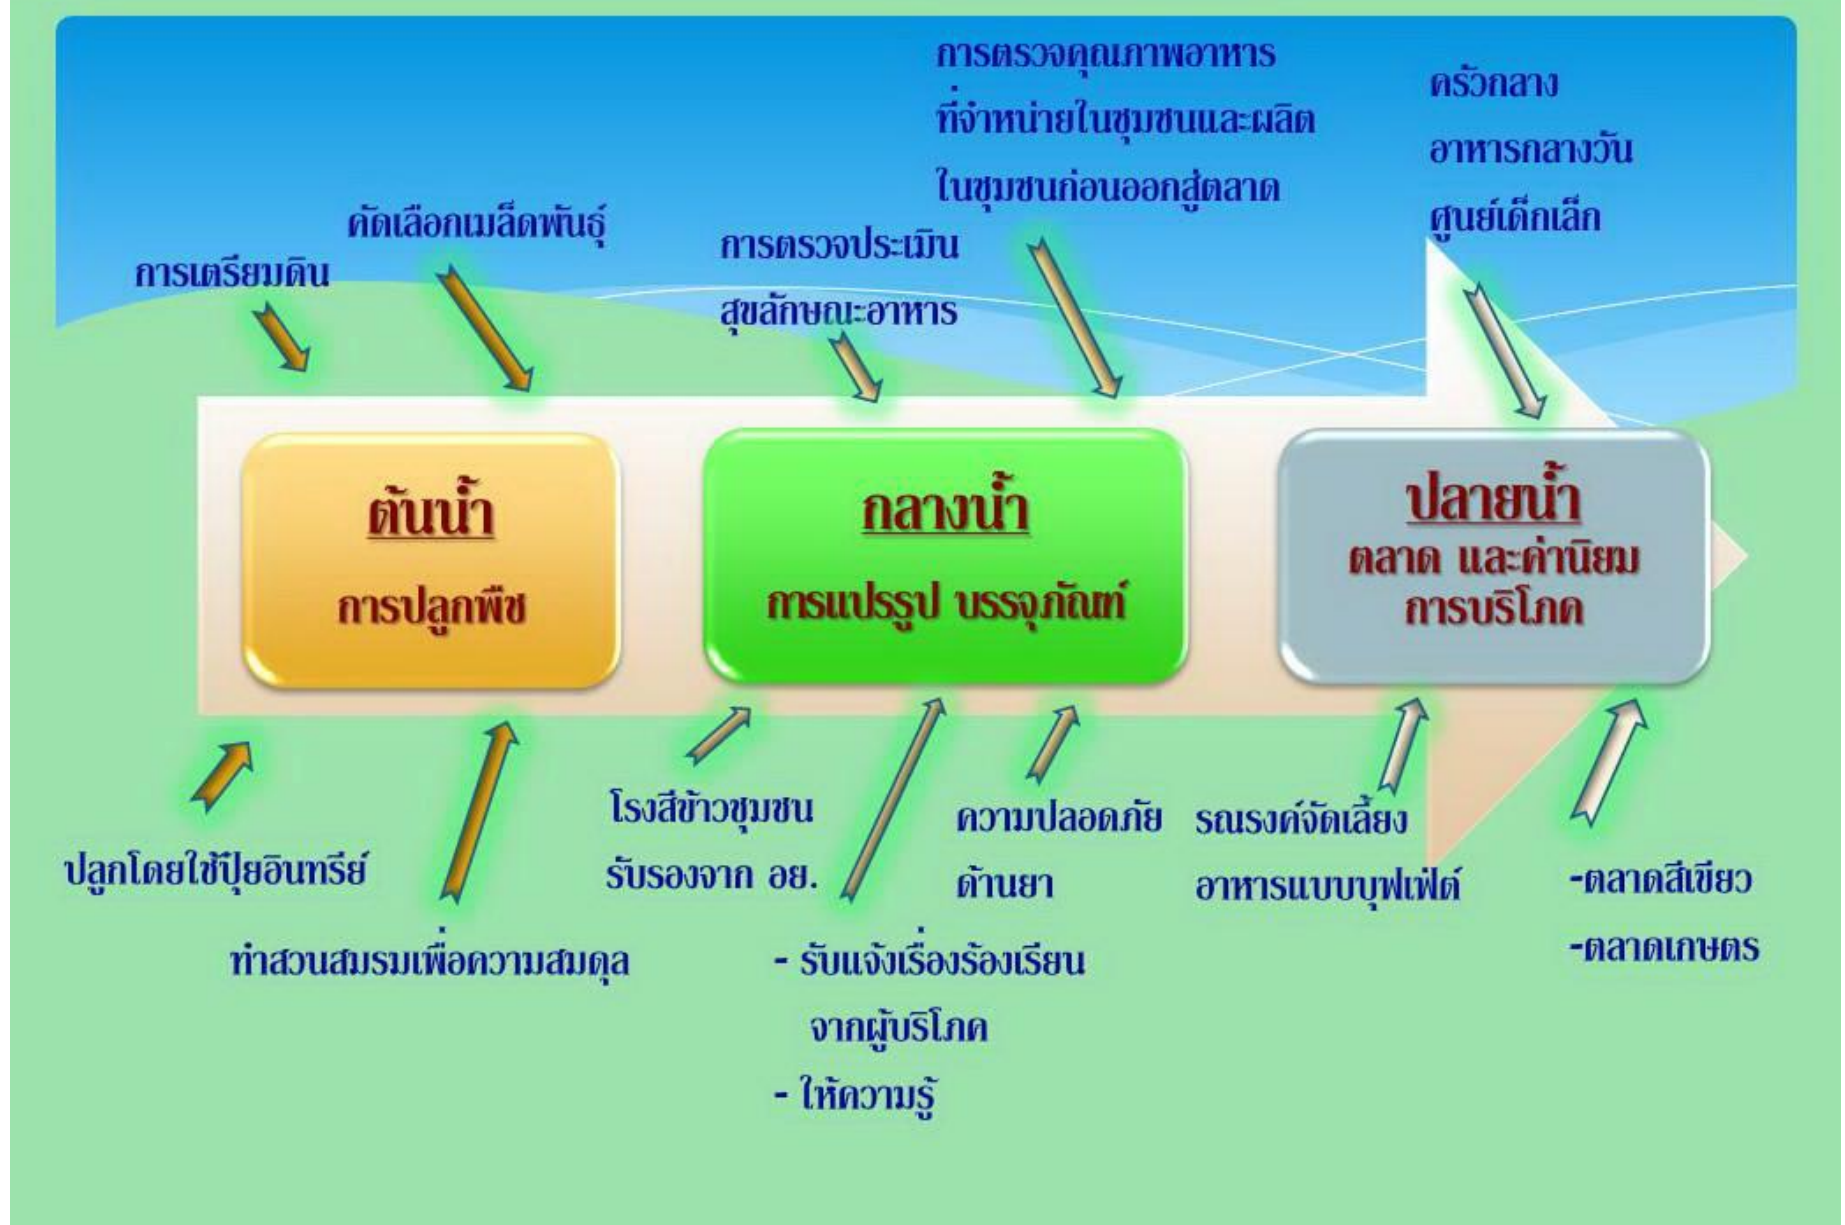 การเตรียมดิน
คัดเลือกเมล็ดพันธุ์
การตรวจประเมิน
สุขลักษณะอาหาร
การตรวจคุณภาพอาหาร
ที่จำหน่ายในชุมชนและผลิต
ในชุมชนก่อนออกสู่ตลาด
ครัวกลาง
อาหารกลางวัน
ศูนย์เด็กเล็ก
ต้นน้ำ
การปลูกพืช
กลางน้ำ
การแปรรูป บรรจุภัณฑ์
ปลายน้ำ
ตลาด และค่านิยม
การบริโภค
ปลูกโดยใช้ปุ๋ยอินทรีย์
ทำสวนสมรมเพื่อความสมดุล
โรงสีข้าวชุมชน
รับรองจาก อย.
- รับแจ้งเรื่องร้องเรียน
จากผู้บริโภค
- ให้ความรู้
ความปลอดภัย
ด้านยา
รณรงค์จัดเลี้ยง
อาหารแบบบุฟเฟ่ต์
-ตลาดสีเขียว
-ตลาดเกษตร